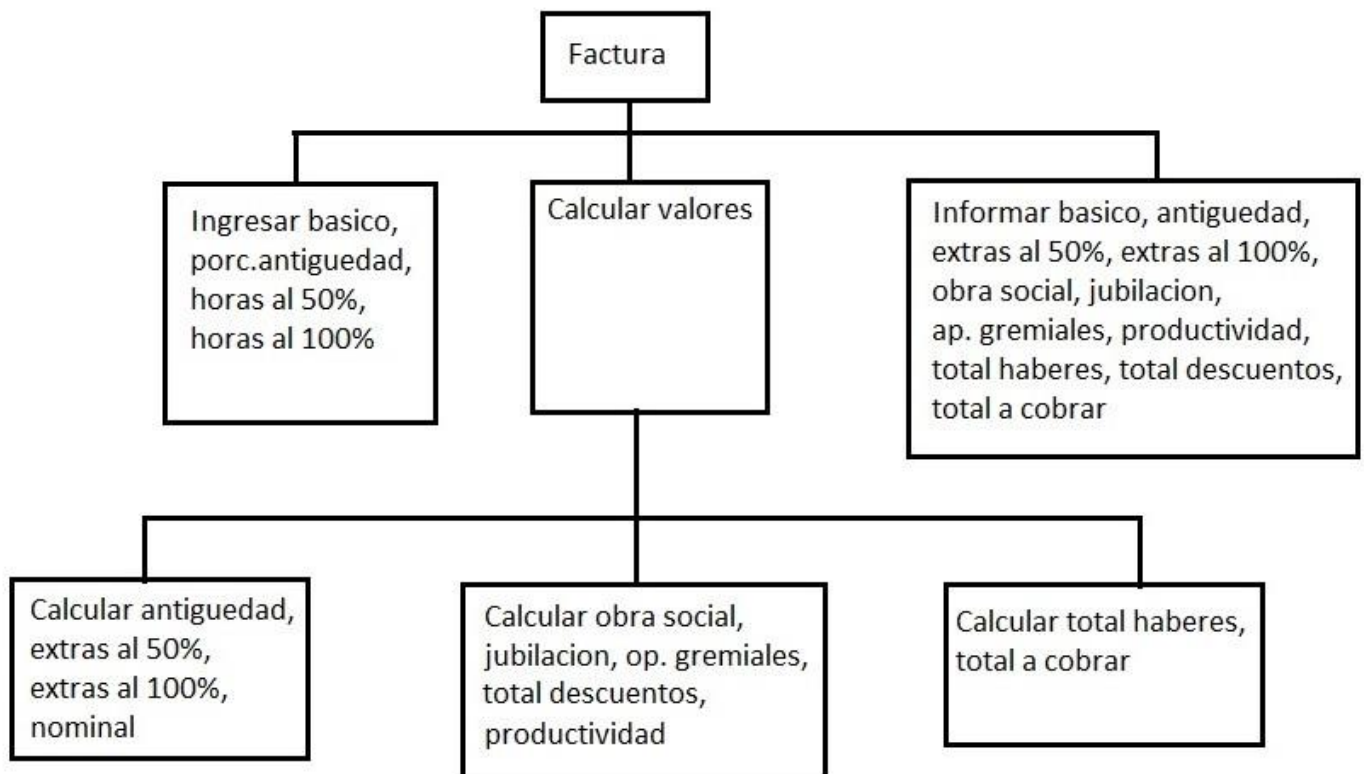 Factura
Ingresar basico,
porc.antiguedad,
horas al 50%,
horas al 100%
Calcular valores
Informar basico, antiguedad,
extras al 50%, extras al 100%,
obra social, jubilacion,
ap. gremiales, productividad,
total haberes, total descuentos,
total a cobrar
Calcular antiguedad,
extras al 50%,
extras al 100%,
nominal
Calcular obra social,
jubilacion, op. gremiales,
total descuentos,
productividad
Calcular total haberes,
total a cobrar